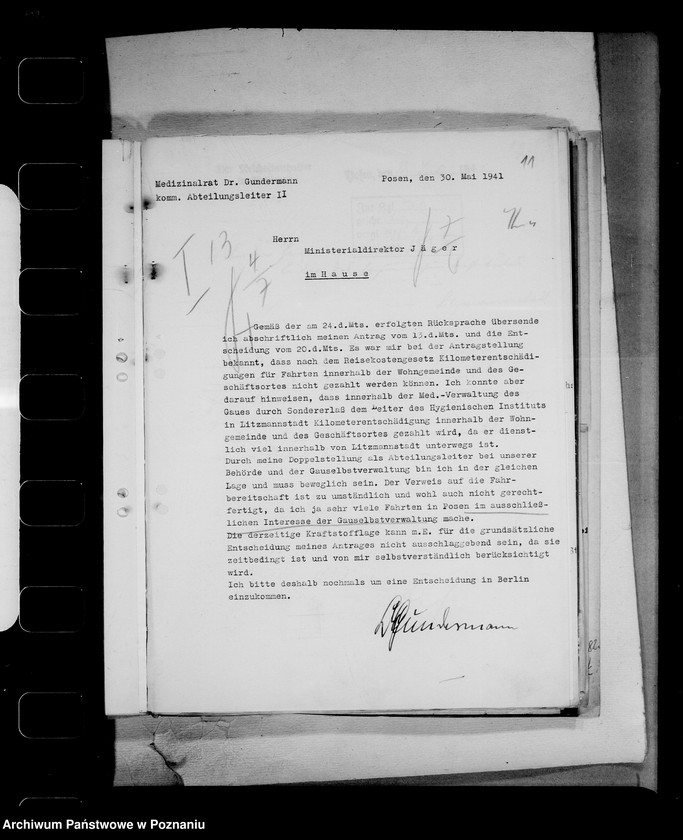 11
Medizinalrat Dr. Gundermann
Posen, den 30. Mai 1941
komm. Abteilungsleiter II
Herrn
Ministerialdirektor J ä g e r
im H a u s e
I 13
4/7
Gemäß der am 24.d.Mts. erfolgten Rücksprache übersende
ich abschriftlich meinen Antrag vom 15.d.Mts. und die Ent-
scheidung vom 20.d.Mts. Es war mir bei der Antragstellung
bekannt, dass nach dem Reisekostengesetz Kilometerentschädi-
gungen für Fahrten innerhalb der Wohngemeinde und des Ge-
schäftsortes nicht gezahlt werden können. Ich konnte aber
darauf hinweisen, dass innerhalb der Med.-Verwaltung des
Gaues durch Sondererlaß dem Leiter des Hygienischen Instituts
in Litzmannstadt Kilometerentschädigung innerhalb der Wohn-
gemeinde und des Geschäftsortes gezahlt wird, da er dienst-
lich viel innerhalb von Litzmannstadt unterwegs ist.
Durch meine Doppelstellung als Abteilungsleiter bei unserer
Behörde und der Gauselbstverwaltung bin ich in der gleichen
Lage und muss beweglich sein. Der Verweis auf die Fahr-
bereitschaft ist zu umständlich und wohl auch nicht gerecht-
fertigt, da ich ja sehr viele Fahrten in Posen im ausschließ-
lichen Interesse der Gauselbstverwaltung mache.
Die derzeitige Kraftstofflage kann m.E. für die grundsätzliche
Entscheidung meines Antrages nicht ausschlaggebend sein, da sie
zeitbedingt ist und von mir selbstverständlich berücksichtigt
wird.
Ich bitte deshalb nochmals um eine Entscheidung in Berlin
einzukommen.
Gundermann
82
Archiwum Państwowe w Poznaniu